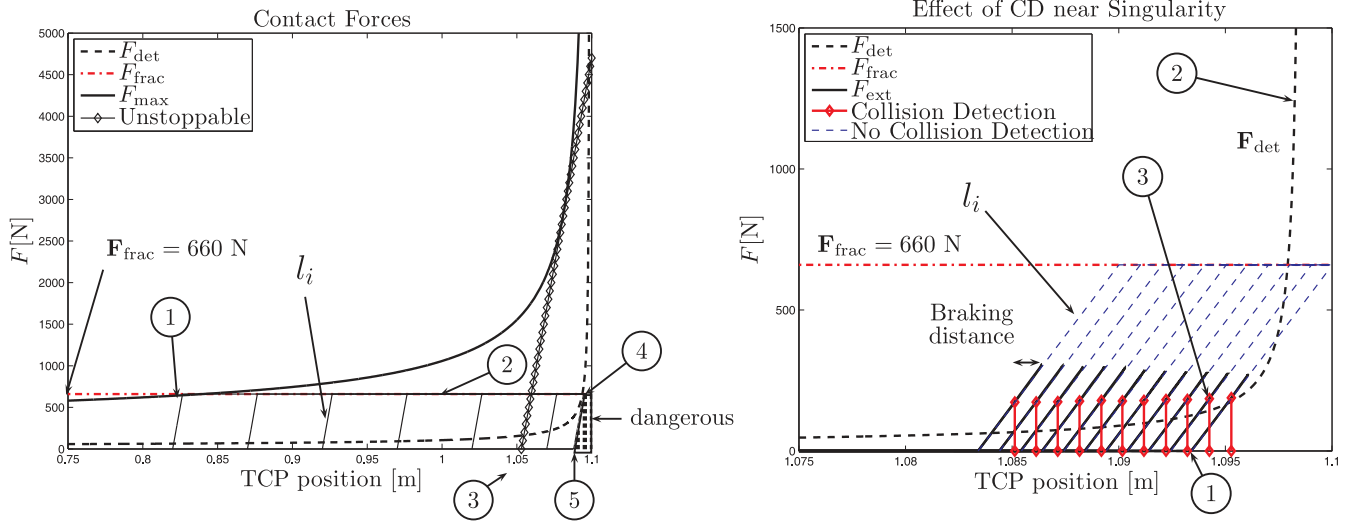 Contact Forces
5000
4500
4000
3500
3000
2500
2000
1500
1000
500
0
F[N]
F_det
F_frac
F_max
Unstoppable
F_frac = 660 N
l_i
1
2
3
4
5
dangerous
0.75
0.8
0.85
0.9
0.95
1
1.05
1.1
TCP position [m]
Effect of CD near Singularity
1500
1000
500
0
F[N]
F_det
F_frac
F_ext
Collision Detection
No Collision Detection
2
F_det
3
l_i
F_frac = 660 N
Braking
distance
1.075
1.08
1.085
1.09
1.095
1.1
TCP position [m]
1